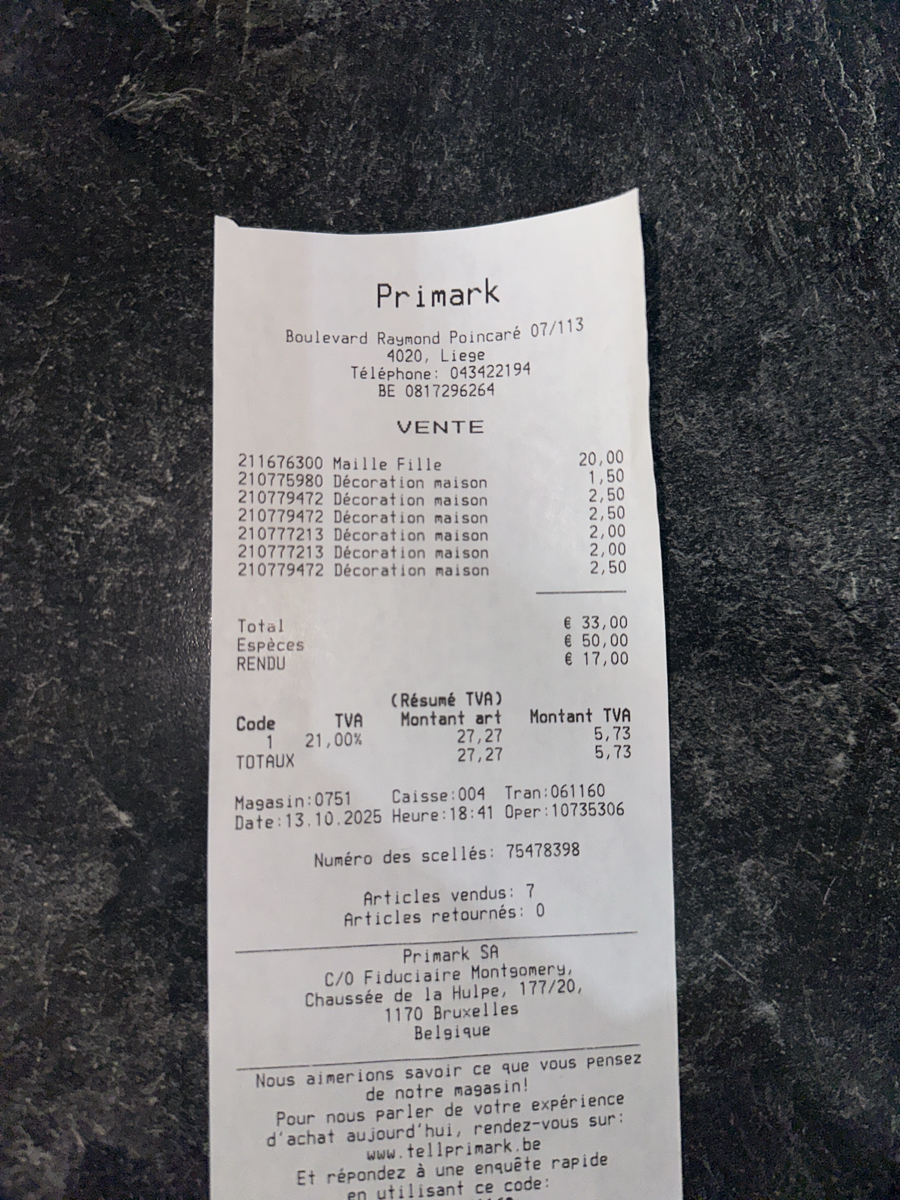 Primark
Boulevard Raymond Poincaré 07/113
4020, Liege
Téléphone: 043422194
BE 0817296264
VENTE
211676300 Maille Fille 20,00
210775980 Décoration maison 1,50
210779472 Décoration maison 2,50
210779472 Décoration maison 2,50
210777213 Décoration maison 2,00
210777213 Décoration maison 2,00
210779472 Décoration maison 2,50
Total € 33,00
Espèces € 50,00
RENDU € 17,00
(Résumé TVA)
Code TVA Montant art Montant TVA
1 21,00% 27,27 5,73
TOTAUX 27,27 5,73
Magasin:0751 Caisse:004 Tran:061160
Date:13.10.2025 Heure:18:41 Oper:10735306
Numéro des scellés: 75478398
Articles vendus: 7
Articles retournés: 0
Primark SA
C/O Fiduciaire Montgomery,
Chaussée de la Hulpe, 177/20,
1170 Bruxelles
Belgique
Nous aimerions savoir ce que vous pensez
de notre magasin!
Pour nous parler de votre expérience
d'achat aujourd'hui, rendez-vous sur:
www.tellprimark.be
Et répondez à une enquête rapide
en utilisant ce code: